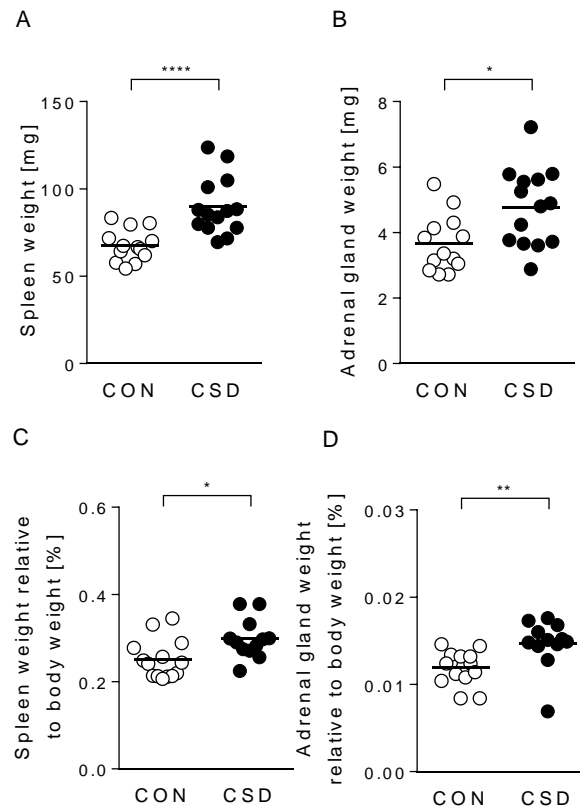 A
****
Spleen weight [mg]
150
100
50
0
CON CSD
B
*
Adrenal gland weight [mg]
8
6
4
2
0
CON CSD
C
*
Spleen weight relative
to body weight [%]
0.6
0.4
0.2
0.0
CON CSD
D
**
Adrenal gland weight
relative to body weight [%]
0.03
0.02
0.01
0.00
CON CSD